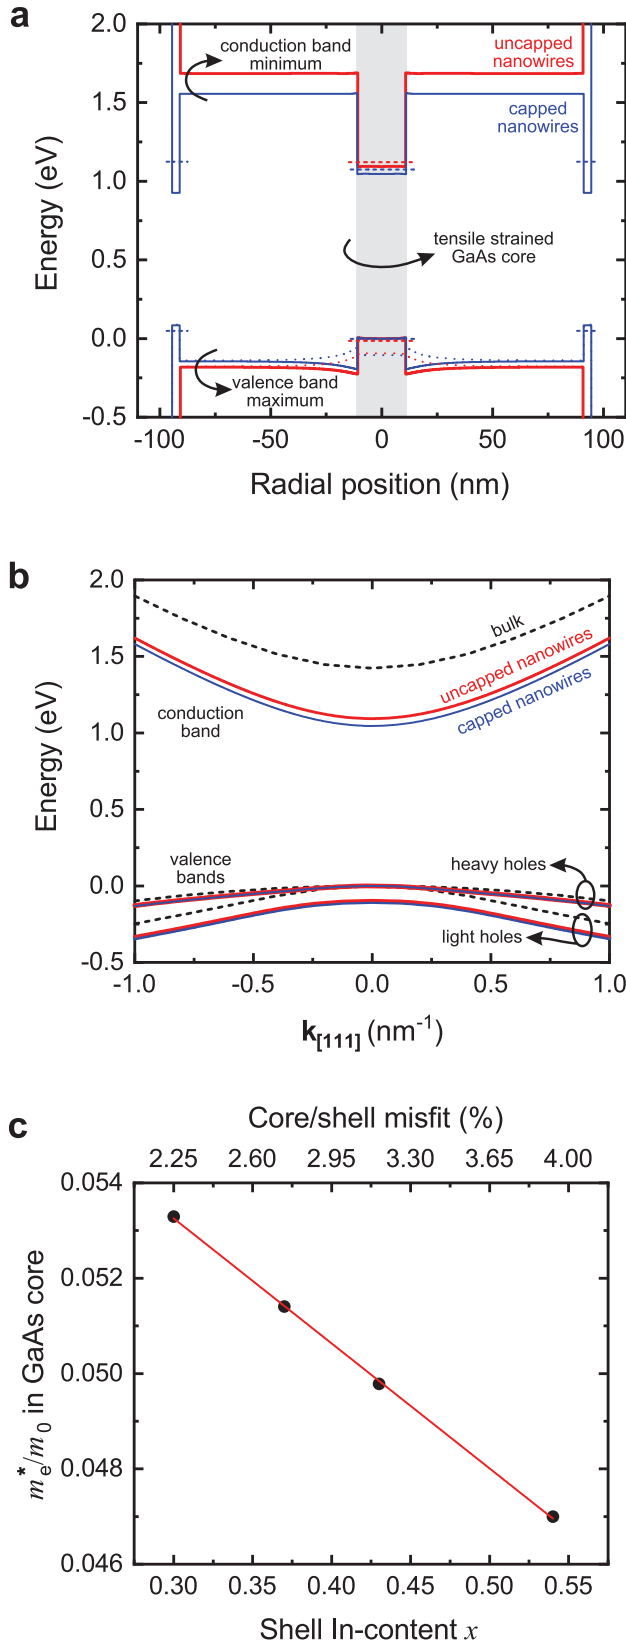 a
2.0
1.5
1.0
0.5
0.0
-0.5
Energy (eV)
conduction band
minimum
uncapped
nanowires
capped
nanowires
tensile strained
GaAs core
valence band
maximum
-100 -50 0 50 100
Radial position (nm)
b
2.0
1.5
1.0
0.5
0.0
-0.5
Energy (eV)
bulk
uncapped nanowires
capped nanowires
conduction
band
valence
bands
heavy holes
light holes
-1.0 -0.5 0.0 0.5 1.0
k[111] (nm⁻¹)
c
Core/shell misfit (%)
2.25 2.60 2.95 3.30 3.65 4.00
0.054
0.052
0.050
0.048
0.046
mₑ*/m₀ in GaAs core
0.30 0.35 0.40 0.45 0.50 0.55
Shell In-content x